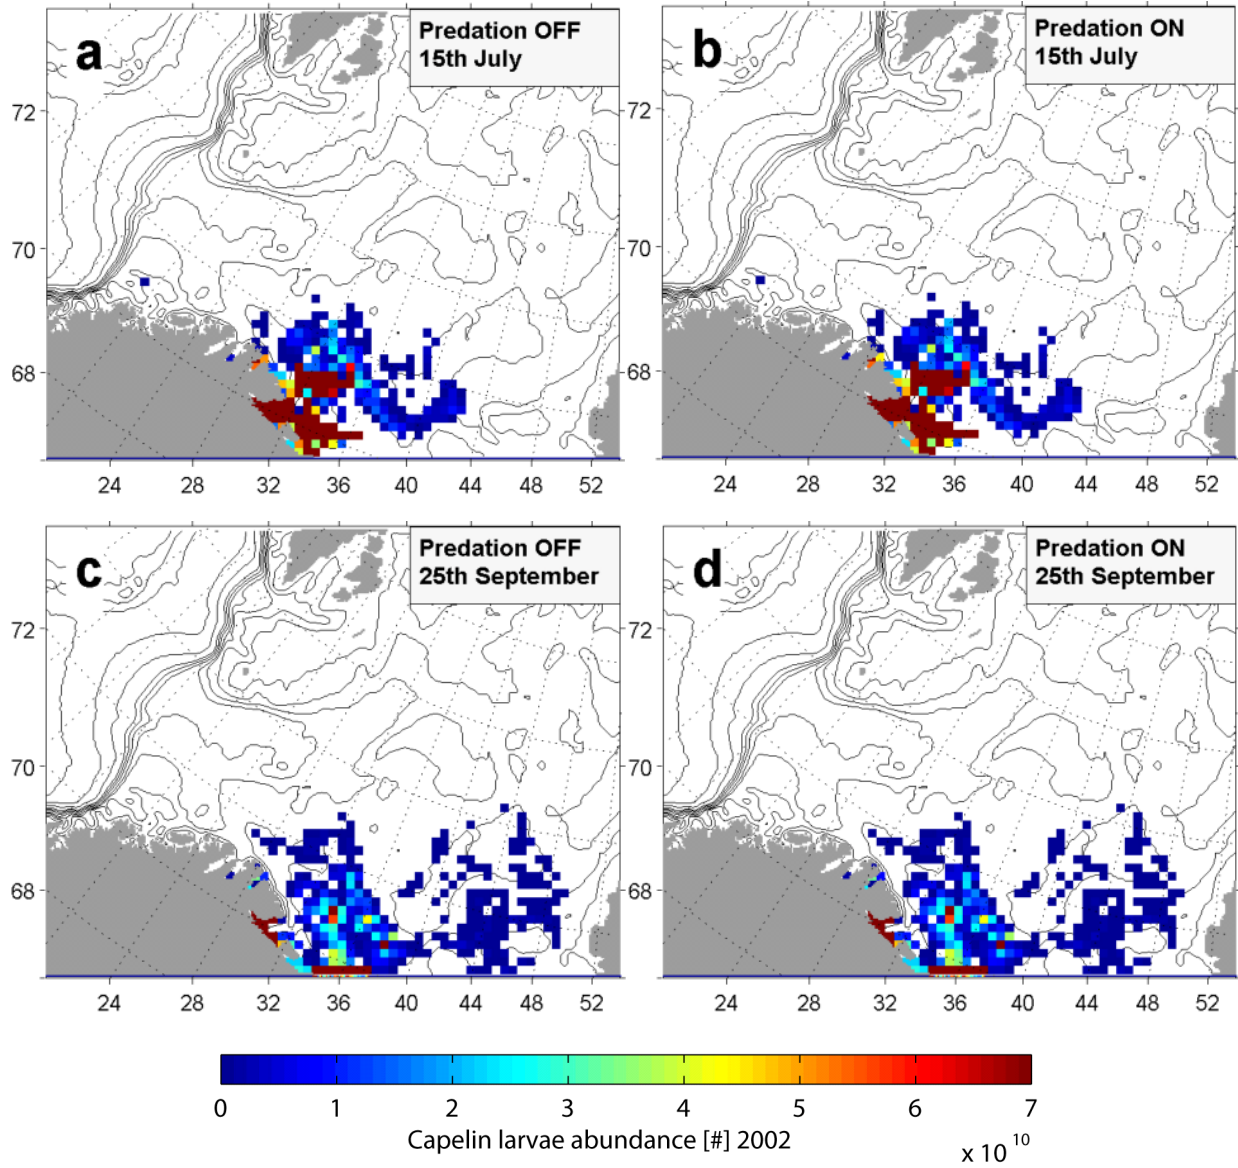 a
Predation OFF
15th July
b
Predation ON
15th July
72
70
68
72
70
68
24 28 32 36 40 44 48 52
24 28 32 36 40 44 48 52
c
Predation OFF
25th September
d
Predation ON
25th September
72
70
68
72
70
68
24 28 32 36 40 44 48 52
24 28 32 36 40 44 48 52
0 1 2 3 4 5 6 7
Capelin larvae abundance [#] 2002
x 10 10